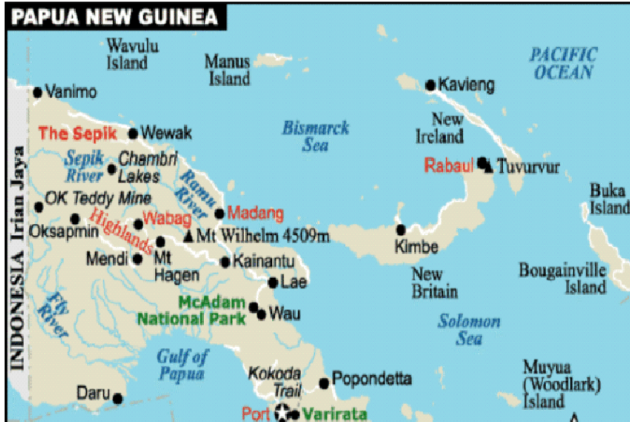 PAPUA NEW GUINEA
Wavulu
Island
Manus
Island
PACIFIC
OCEAN
Vanimo
Kavieng
New
Ireland
Bismarck
Sea
The Sepik
Wewak
Sepik
River
Chambri
Lakes
Ramu
River
Rabaul
Tuvurvur
INDONESIA Irian Jaya
OK Teddy Mine
Buka
Island
Wabag
Madang
Oksapmin
Highlands
Mt Wilhelm 4509m
Kimbe
Mendi
Mt
Hagen
Kainantu
Lae
New
Britain
Bougainville
Island
Fly
River
McAdam
National Park
Wau
Solomon
Sea
Gulf of
Papua
Kokoda
Trail
Popondetta
Muyua
(Woodlark)
Island
Daru
Port
Varirata